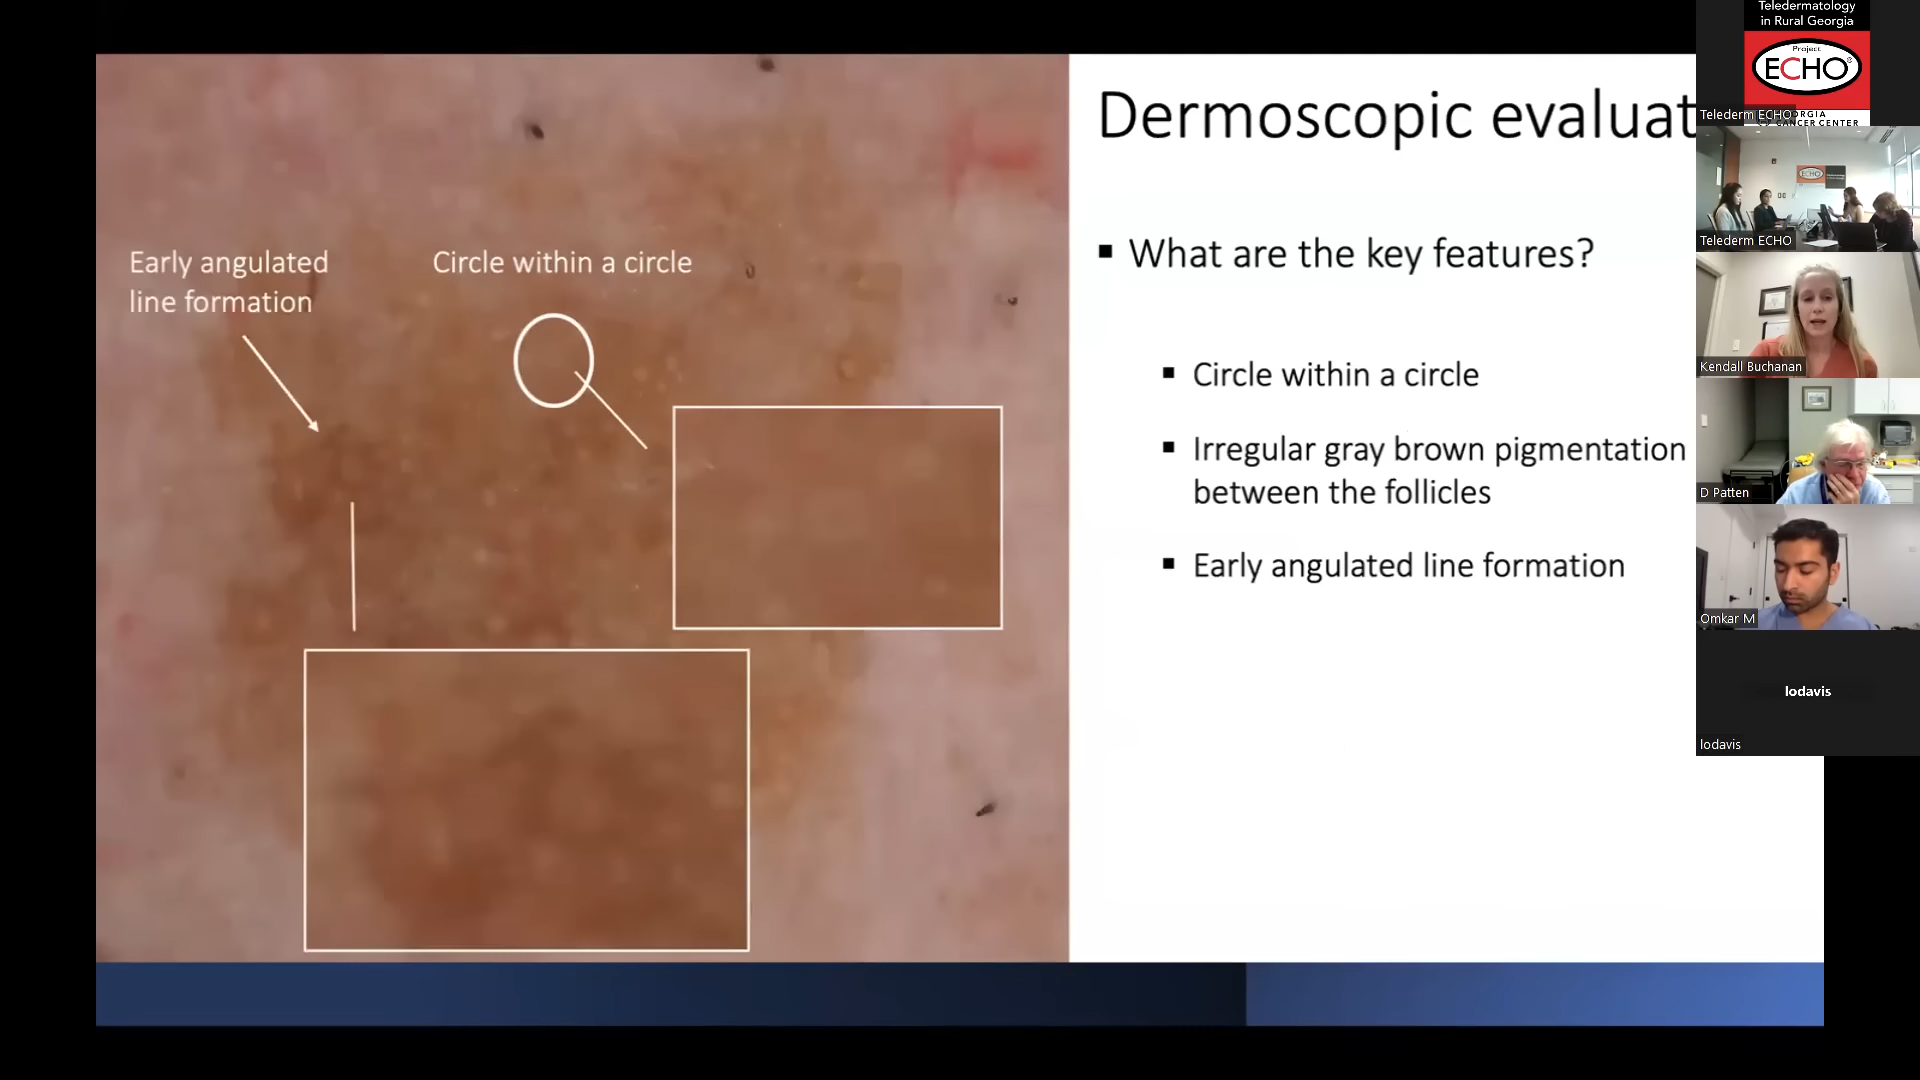 Early angulated
line formation
Circle within a circle
Dermoscopic evaluat
▪ What are the key features?
▪ Circle within a circle
▪ Irregular gray brown pigmentation
between the follicles
▪ Early angulated line formation
Teledermatology
in Rural Georgia
Project
ECHO®
Telederm ECHO
ORGIA
CANCER CENTER
ECHO
Telederm ECHO
Kendall Buchanan
D Patten
Omkar M
lodavis
lodavis